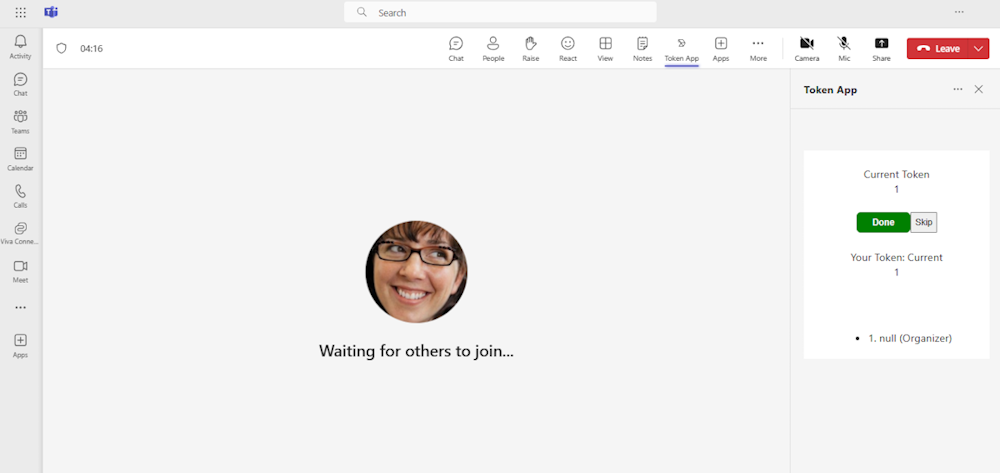 Search
04:16
Chat
People
Raise
React
View
Notes
Token App
Apps
More
Camera
Mic
Share
Leave
Activity
Chat
Teams
Calendar
Calls
Viva Conne...
Meet
Apps
Waiting for others to join...
Token App
Current Token
1
Done Skip
Your Token: Current
1
• 1. null (Organizer)